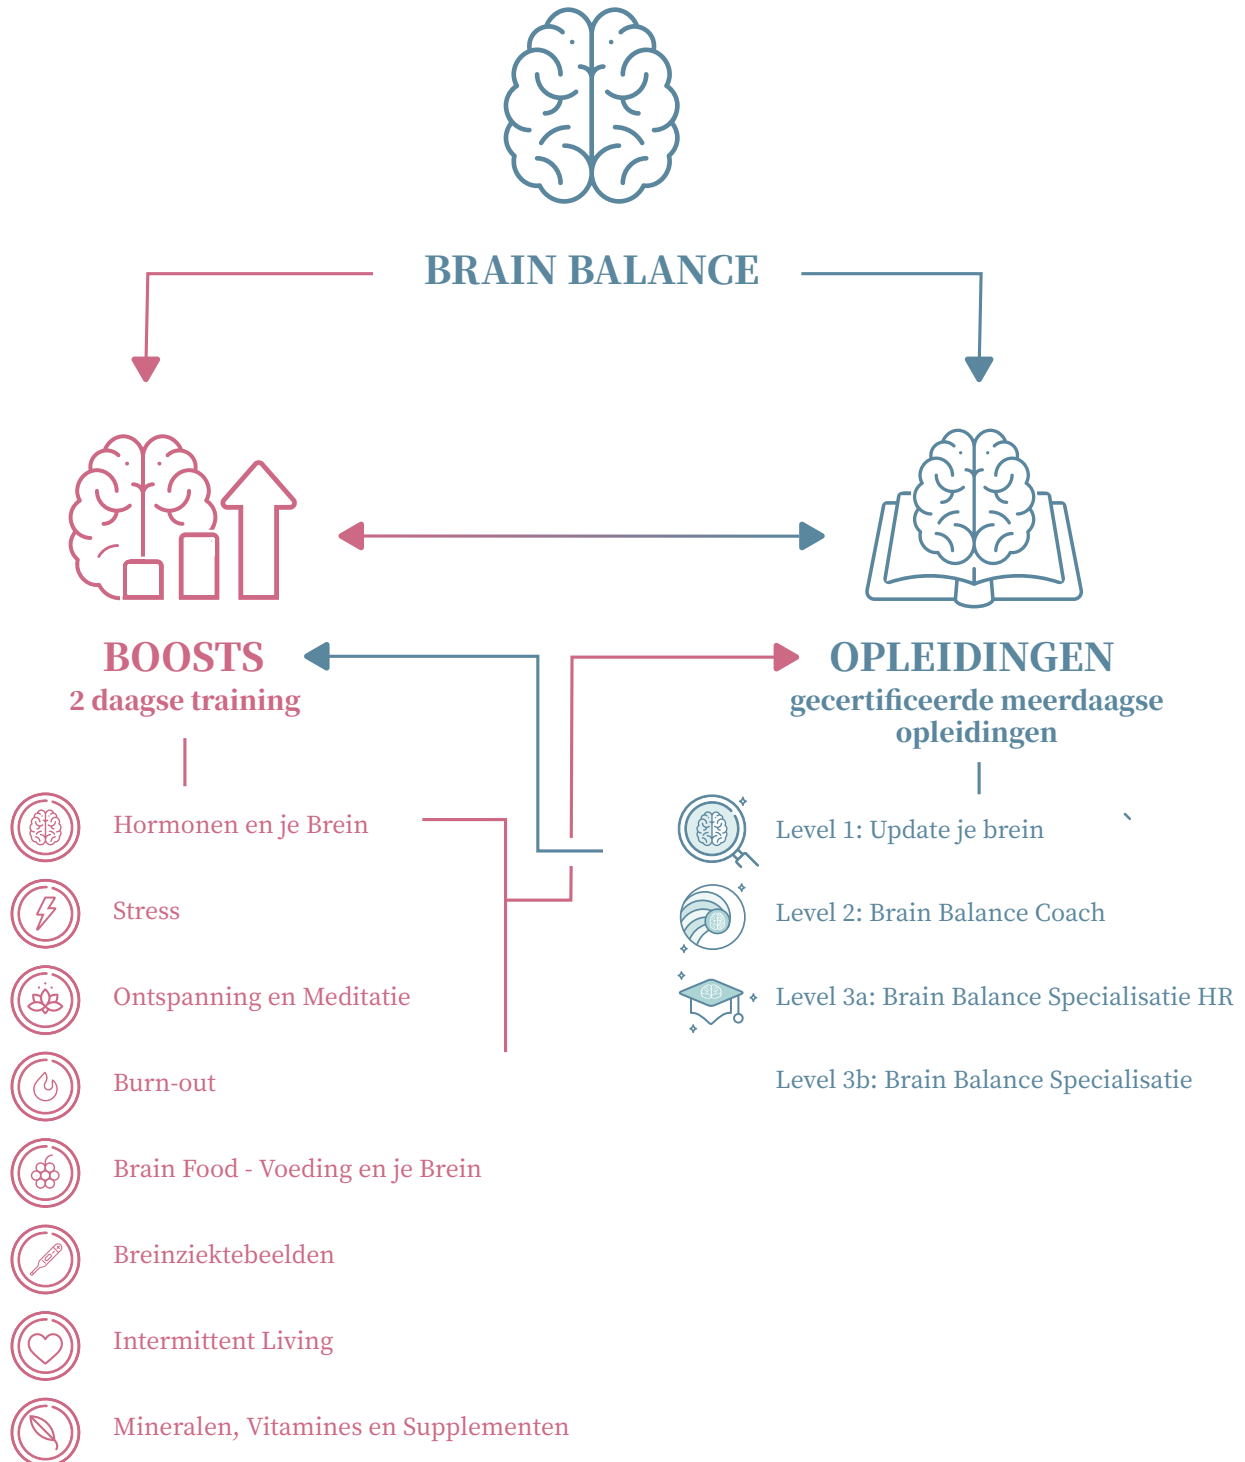 BRAIN BALANCE
BOOSTS
2 daagse training
Hormonen en je Brein
Stress
Ontspanning en Meditatie
Burn-out
Brain Food - Voeding en je Brein
Breinziektebeelden
Intermittent Living
Mineralen, Vitamines en Supplementen
OPLEIDINGEN
gecertificeerde meerdaagse
opleidingen
Level 1: Update je brein
Level 2: Brain Balance Coach
Level 3a: Brain Balance Specialisatie HR
Level 3b: Brain Balance Specialisatie